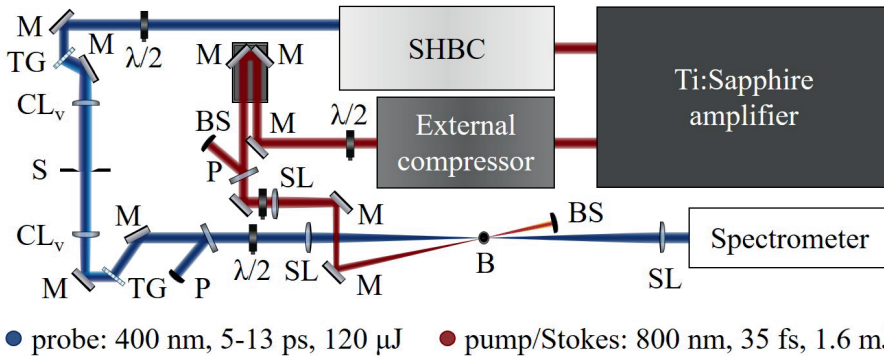 M
M
TG
λ/2
SHBC
Ti:Sapphire
amplifier
M
M
CLv
BS
M
λ/2
External
compressor
S
P
SL
M
CLv
M
BS
M
TG
P
λ/2
SL
M
B
SL
Spectrometer
probe: 400 nm, 5-13 ps, 120 μJ
pump/Stokes: 800 nm, 35 fs, 1.6 m